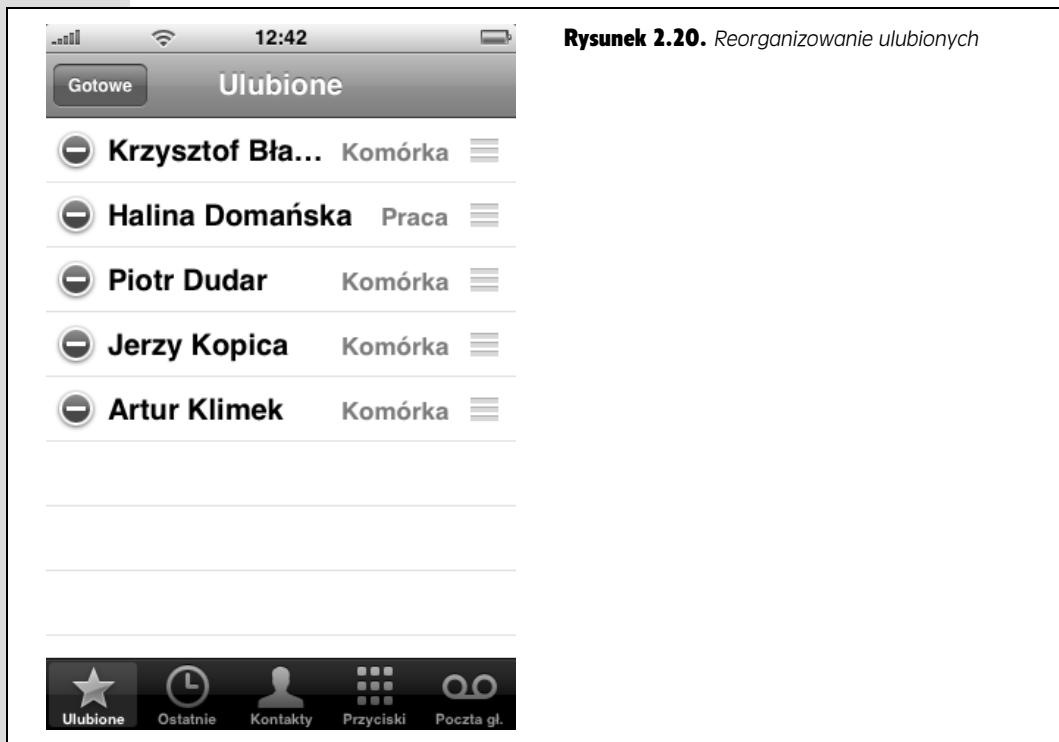 12:42
Rysunek 2.20. Reorganizowanie ulubionych
Gotowe Ulubione
Krzysztof Bła... Komórka
Halina Domańska Praca
Piotr Dudar Komórka
Jerzy Kopica Komórka
Artur Klimek Komórka
Ulubione Ostatnie Kontakty Przyciski Poczta gł.